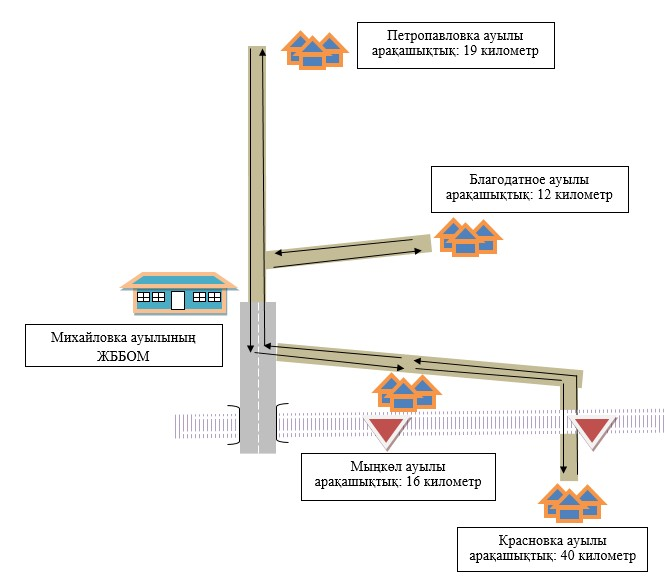 Петропавловка ауылы
арақашықтық: 19 километр
Благодатное ауылы
арақашықтық: 12 километр
Михайловка ауылының
ЖББОМ
Мыңкөл ауылы
арақашықтық: 16 километр
Красновка ауылы
арақашықтық: 40 километр